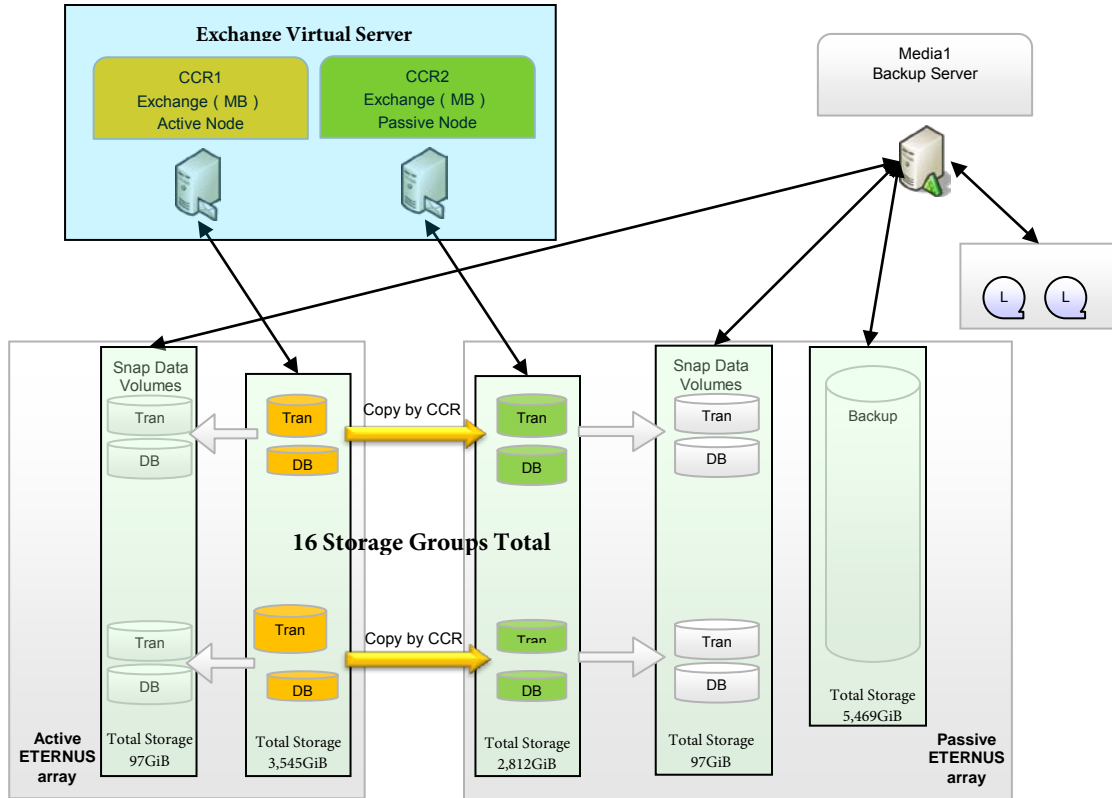 Exchange Virtual Server
CCR1
Exchange ( MB )
Active Node
CCR2
Exchange ( MB )
Passive Node
Media1
Backup Server
L
L
Snap Data
Volumes
Tran
DB
Tran
DB
Copy by CCR
Tran
DB
Snap Data
Volumes
Tran
DB
Backup
16 Storage Groups Total
Tran
DB
Tran
DB
Copy by CCR
Tran
DB
Tran
DB
Active
ETERNUS
array
Total Storage
97GiB
Total Storage
3,545GiB
Total Storage
2,812GiB
Total Storage
97GiB
Total Storage
5,469GiB
Passive
ETERNUS
array